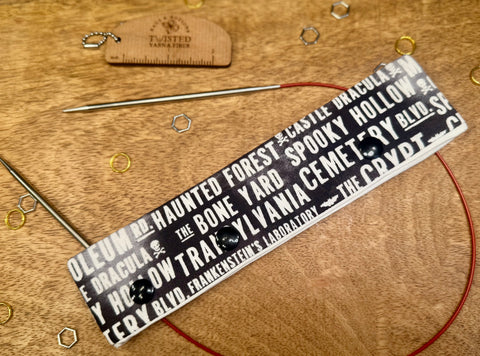 TWISTED
YARN & FIBER
CASTLE DRACULA
OLEUM RD. HAUNTED FOREST SPOOKY HOLLOW
DRACULA THE BONE YARD CEMETERY BLVD.
Y HOLLOW TRANSYLVANIA THE CRYPT
ERY BLVD. FRANKENSTEIN'S LABORATORY